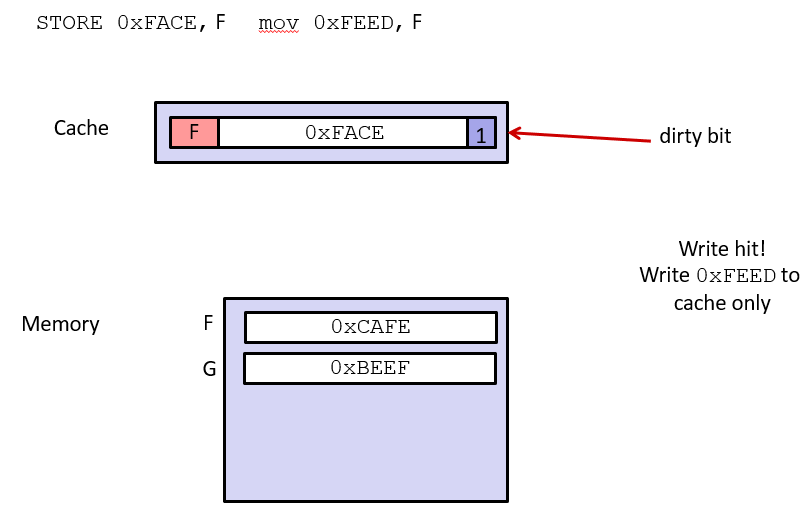 STORE 0xFACE, F mov 0xFEED, F
Cache
F 0xFACE 1
dirty bit
Write hit!
Write 0xFEED to
cache only
Memory
F 0xCAFE
G 0xBEEF